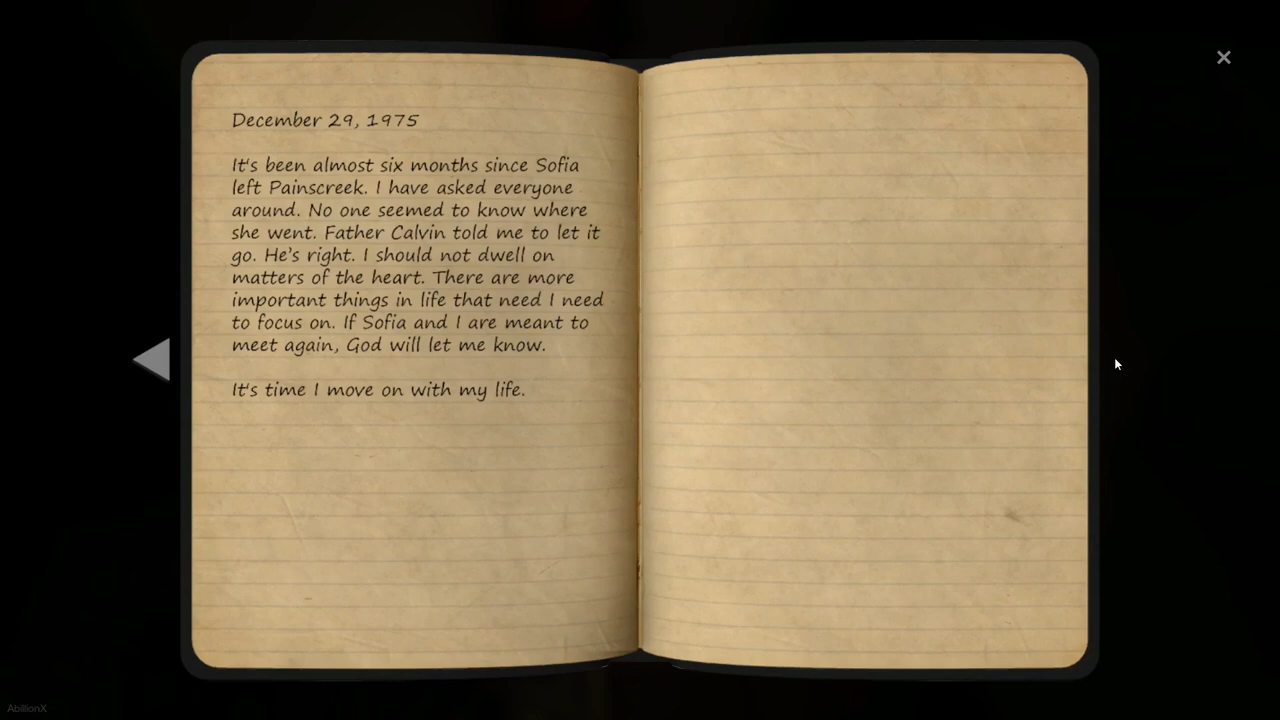 December 29, 1975
It's been almost six months since Sofia
left Painscreek. I have asked everyone
around. No one seemed to know where
she went. Father Calvin told me to let it
go. He's right. I should not dwell on
matters of the heart. There are more
important things in life that need I need
to focus on. If Sofia and I are meant to
meet again, God will let me know.
It's time I move on with my life.
AbillionX